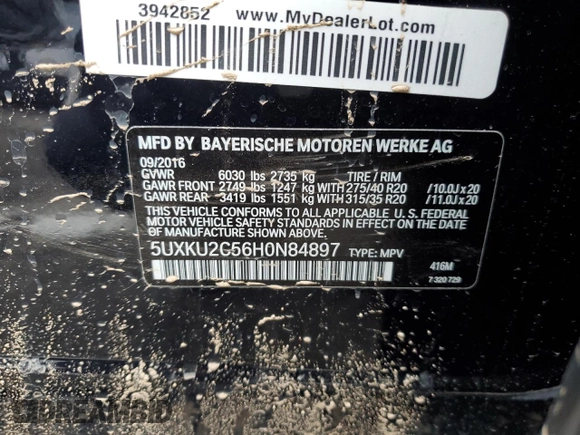 3942852 www.MyDealerLot.com
MFD BY BAYERISCHE MOTOREN WERKE AG
09/2016
GVWR 6030 lbs 2735 kg TIRE / RIM
GAWR FRONT 2749 lbs 1247 kg WITH 275/40 R20 /10.0J x 20
GAWR REAR 3419 lbs 1551 kg WITH 315/35 R20 /11.0J x 20
THIS VEHICLE CONFORMS TO ALL APPLICABLE U. S. FEDERAL
MOTOR VEHICLE SAFETY STANDARDS IN EFFECT ON THE DATE
OF MANUFACTURE SHOWN ABOVE.
5UXKU2C56H0N84897 TYPE: MPV
416M
7 320 729
DREAMBID